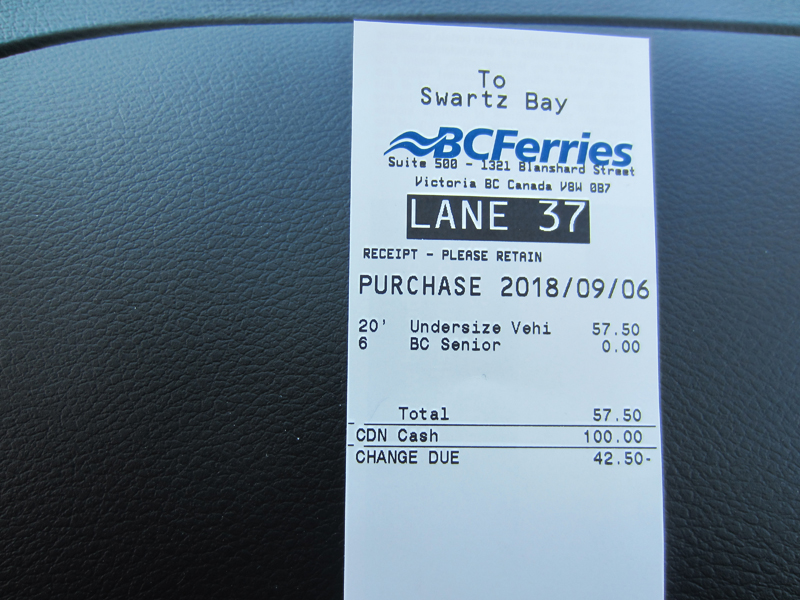 To
Swartz Bay
BCFerries
Suite 500 - 1321 Blanshard Street
Victoria BC Canada V8W 0B7
LANE 37
RECEIPT - PLEASE RETAIN
PURCHASE 2018/09/06
20' Undersize Vehi 57.50
6 BC Senior 0.00
Total 57.50
CDN Cash 100.00
CHANGE DUE 42.50-